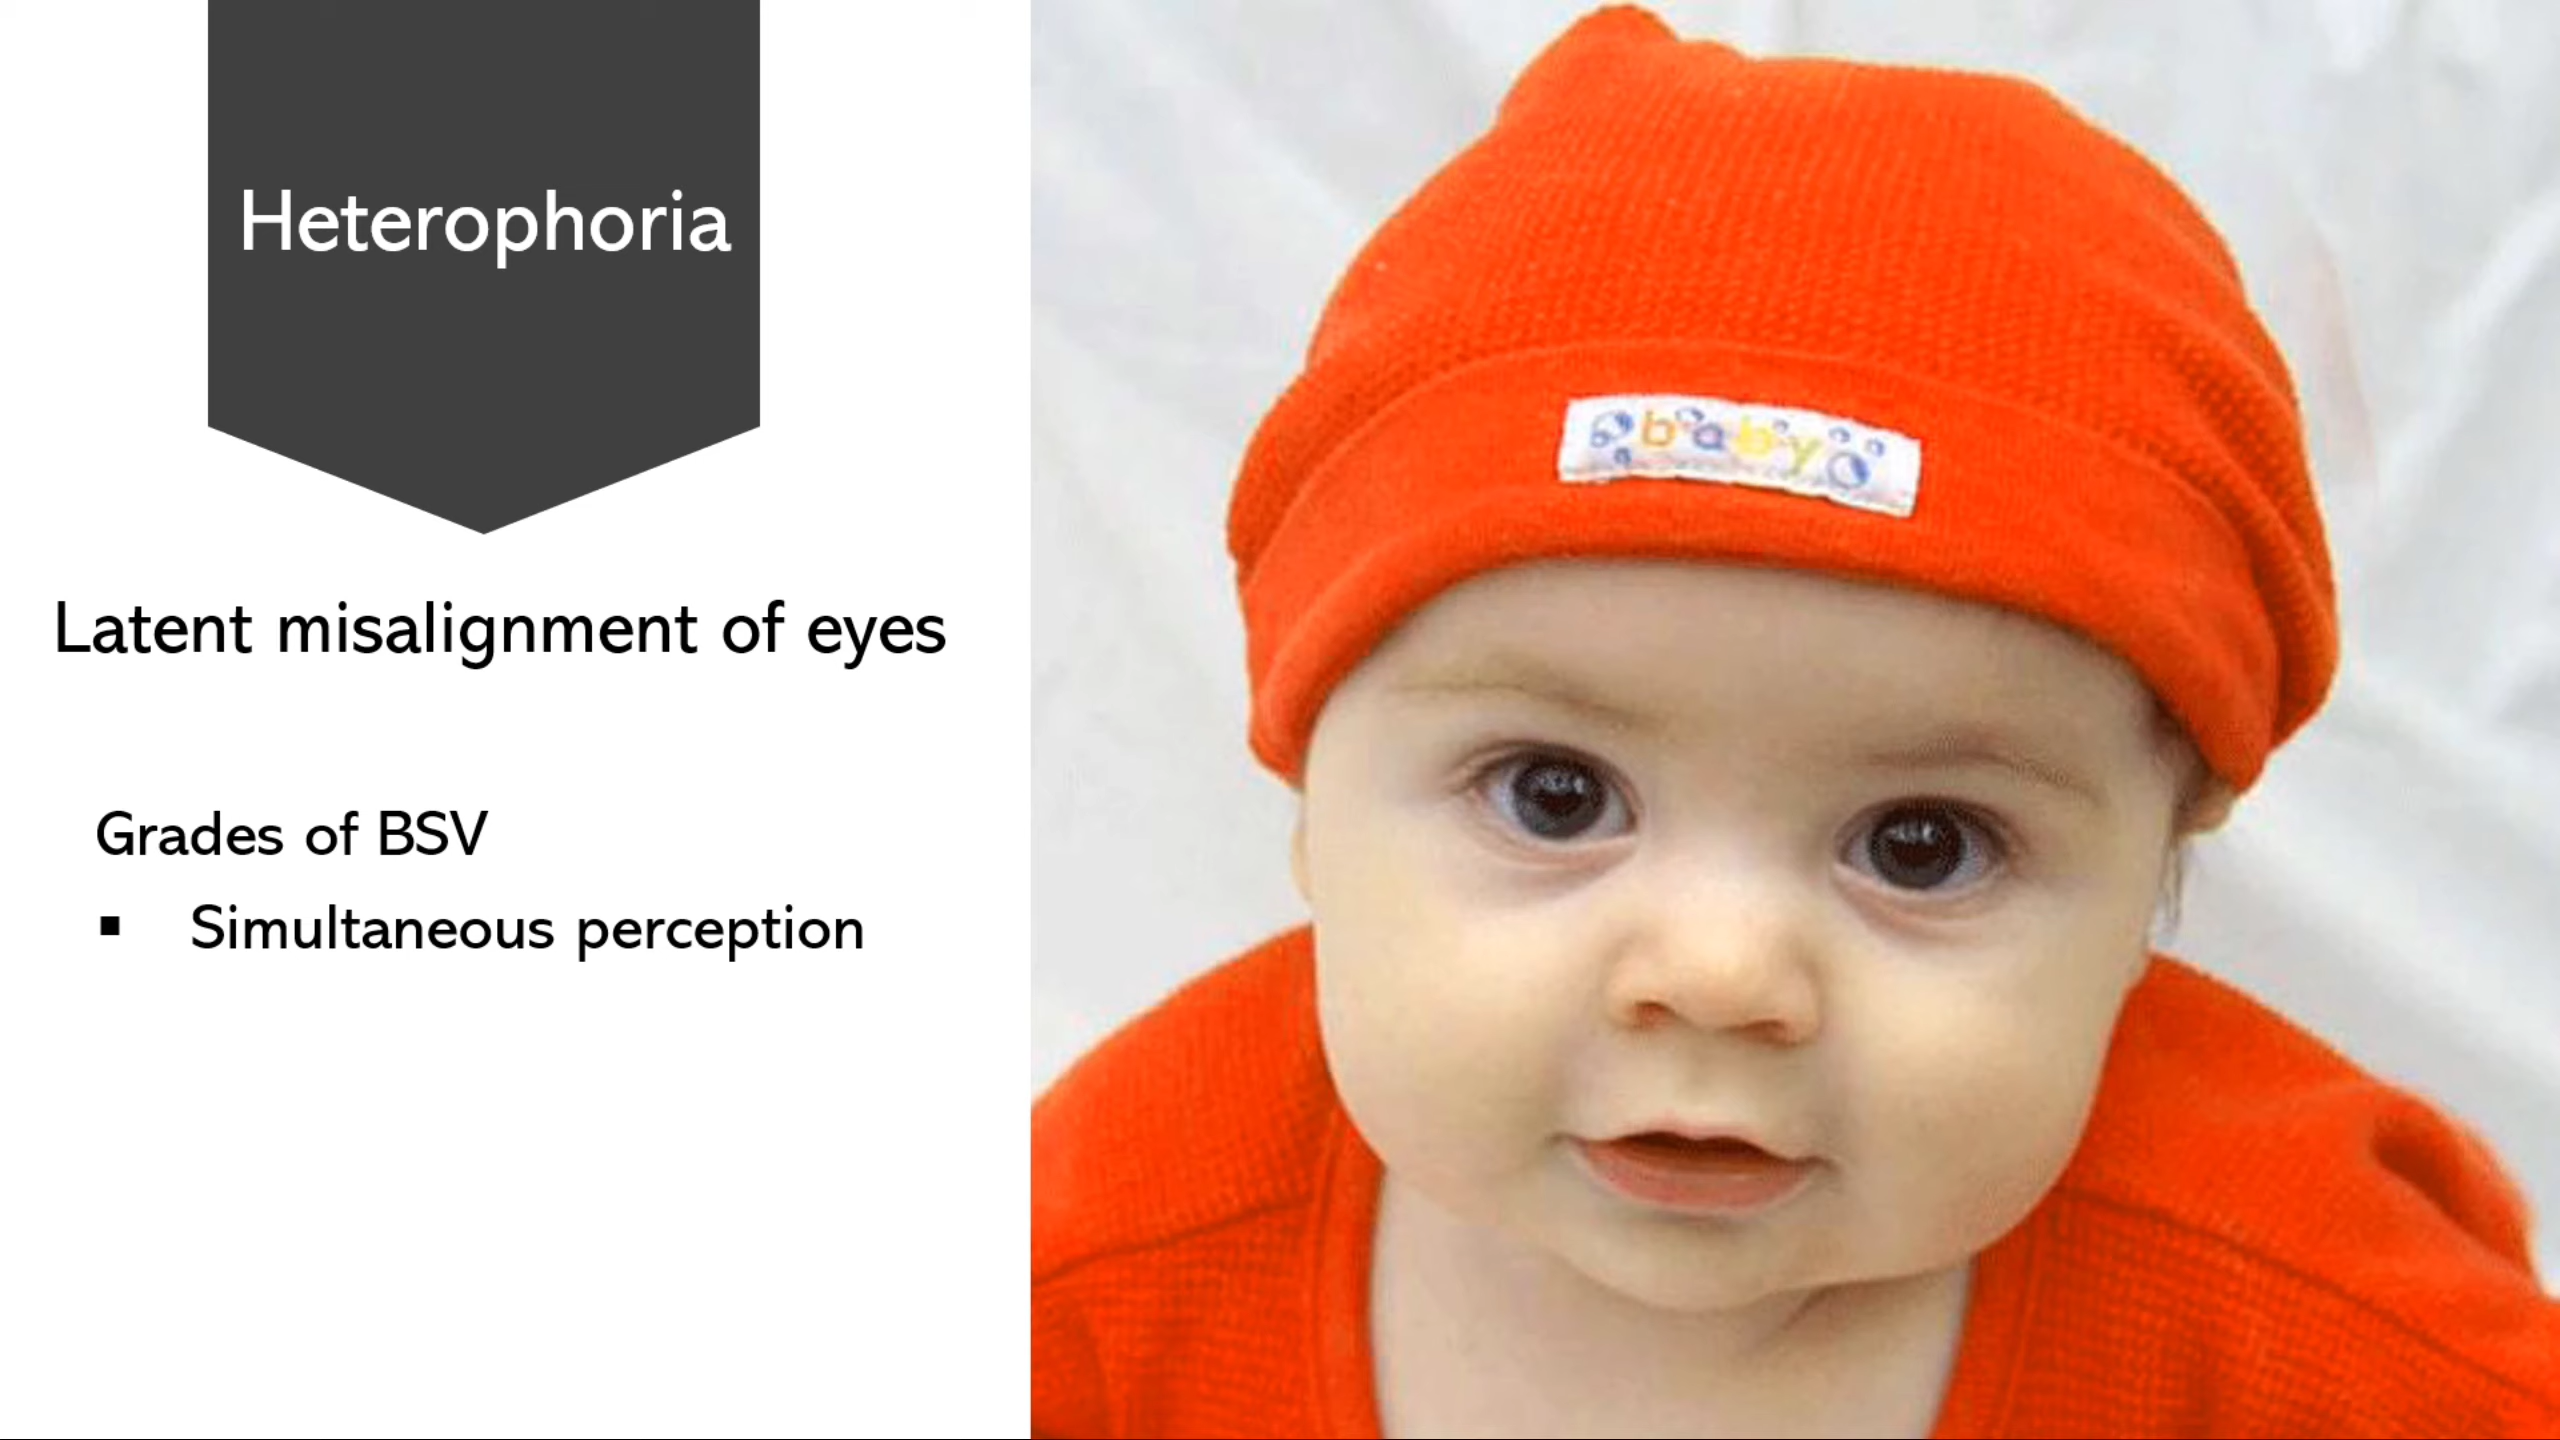 Heterophoria
baby
Latent misalignment of eyes
Grades of BSV
▪ Simultaneous perception